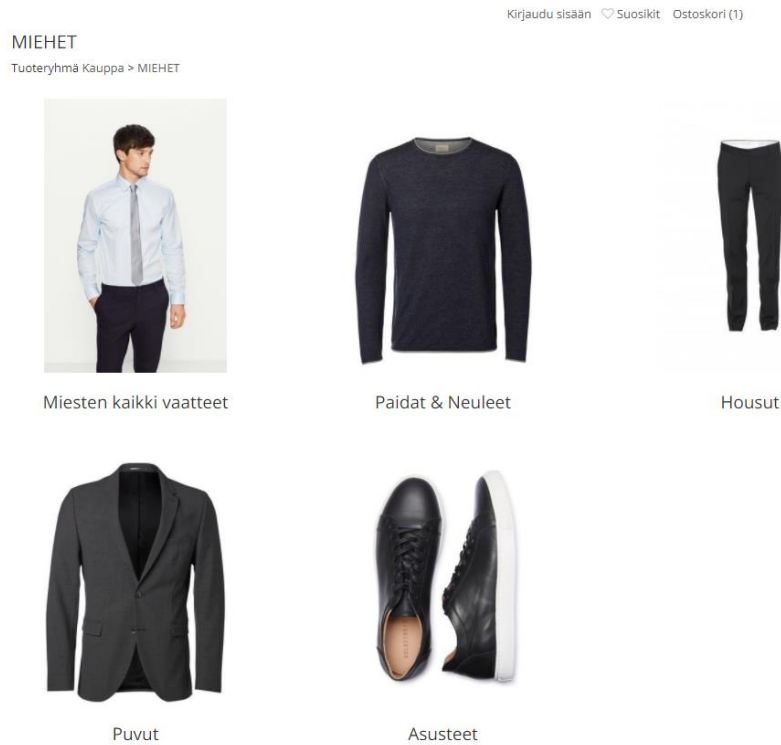 Kirjaudu sisään Suosikit Ostoskori (1)
MIEHET
Tuoteryhmä Kauppa > MIEHET
Miesten kaikki vaatteet
Paidat & Neuleet
Housut
Puvut
Asusteet